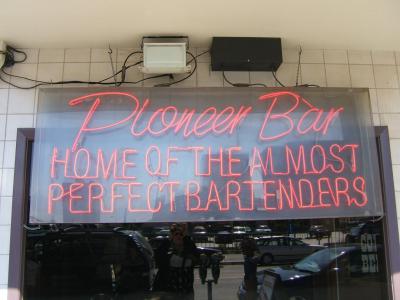 Pioneer Bar
HOME OF THE ALMOST
PERFECT BARTENDERS